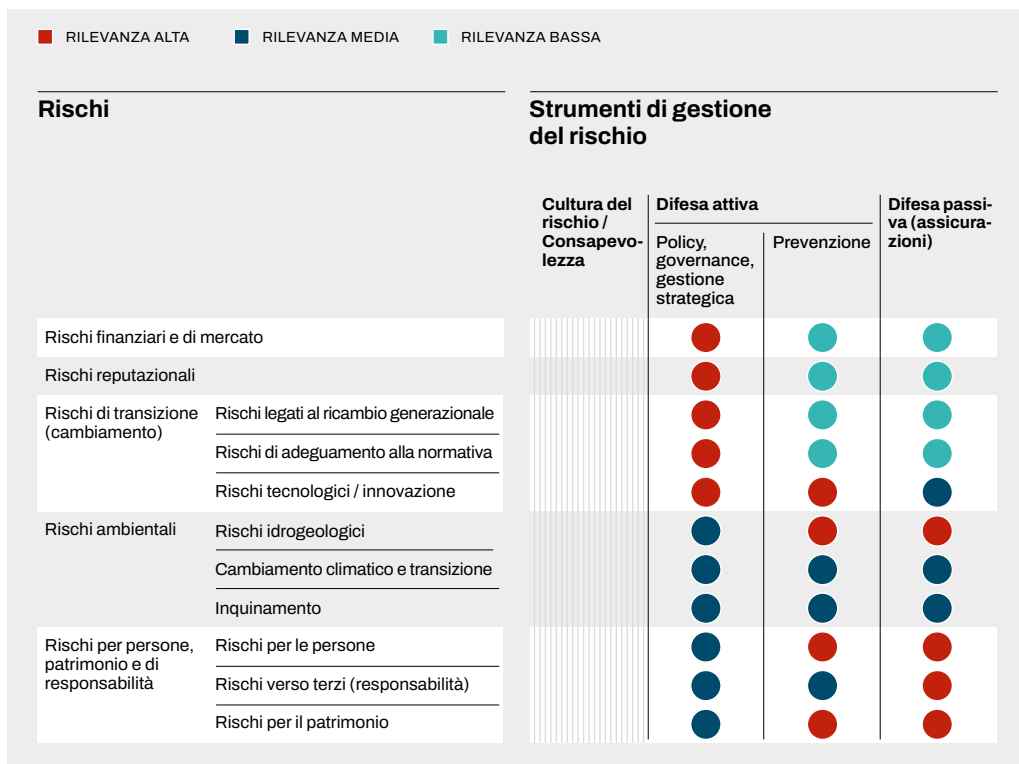 RILEVANZA ALTA
RILEVANZA MEDIA
RILEVANZA BASSA
Rischi
Strumenti di gestione
del rischio
Cultura del
rischio /
Consapevo-
lezza
Difesa attiva
Policy,
governance,
gestione
strategica
Prevenzione
Difesa passi-
va (assicura-
zioni)
Rischi finanziari e di mercato
Rischi reputazionali
Rischi di transizione
(cambiamento)
Rischi legati al ricambio generazionale
Rischi di adeguamento alla normativa
Rischi tecnologici / innovazione
Rischi ambientali
Rischi idrogeologici
Cambiamento climatico e transizione
Inquinamento
Rischi per persone,
patrimonio e di
responsabilità
Rischi per le persone
Rischi verso terzi (responsabilità)
Rischi per il patrimonio